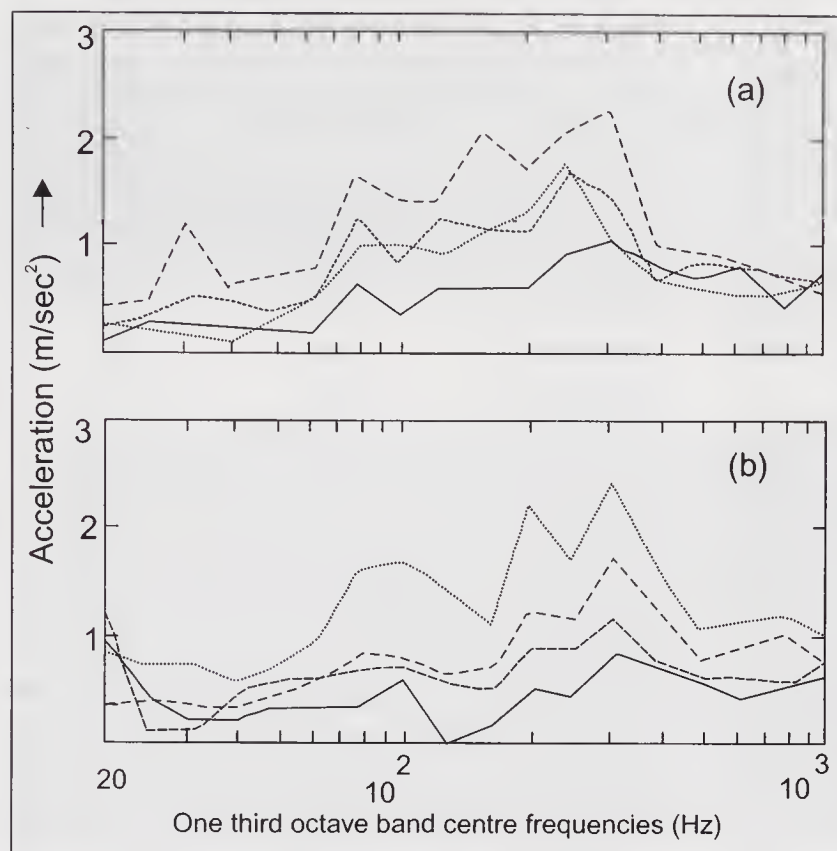 3
(a)
2
1
Acceleration (m/sec²)
3
(b)
2
1
20
10²
10³
One third octave band centre frequencies (Hz)